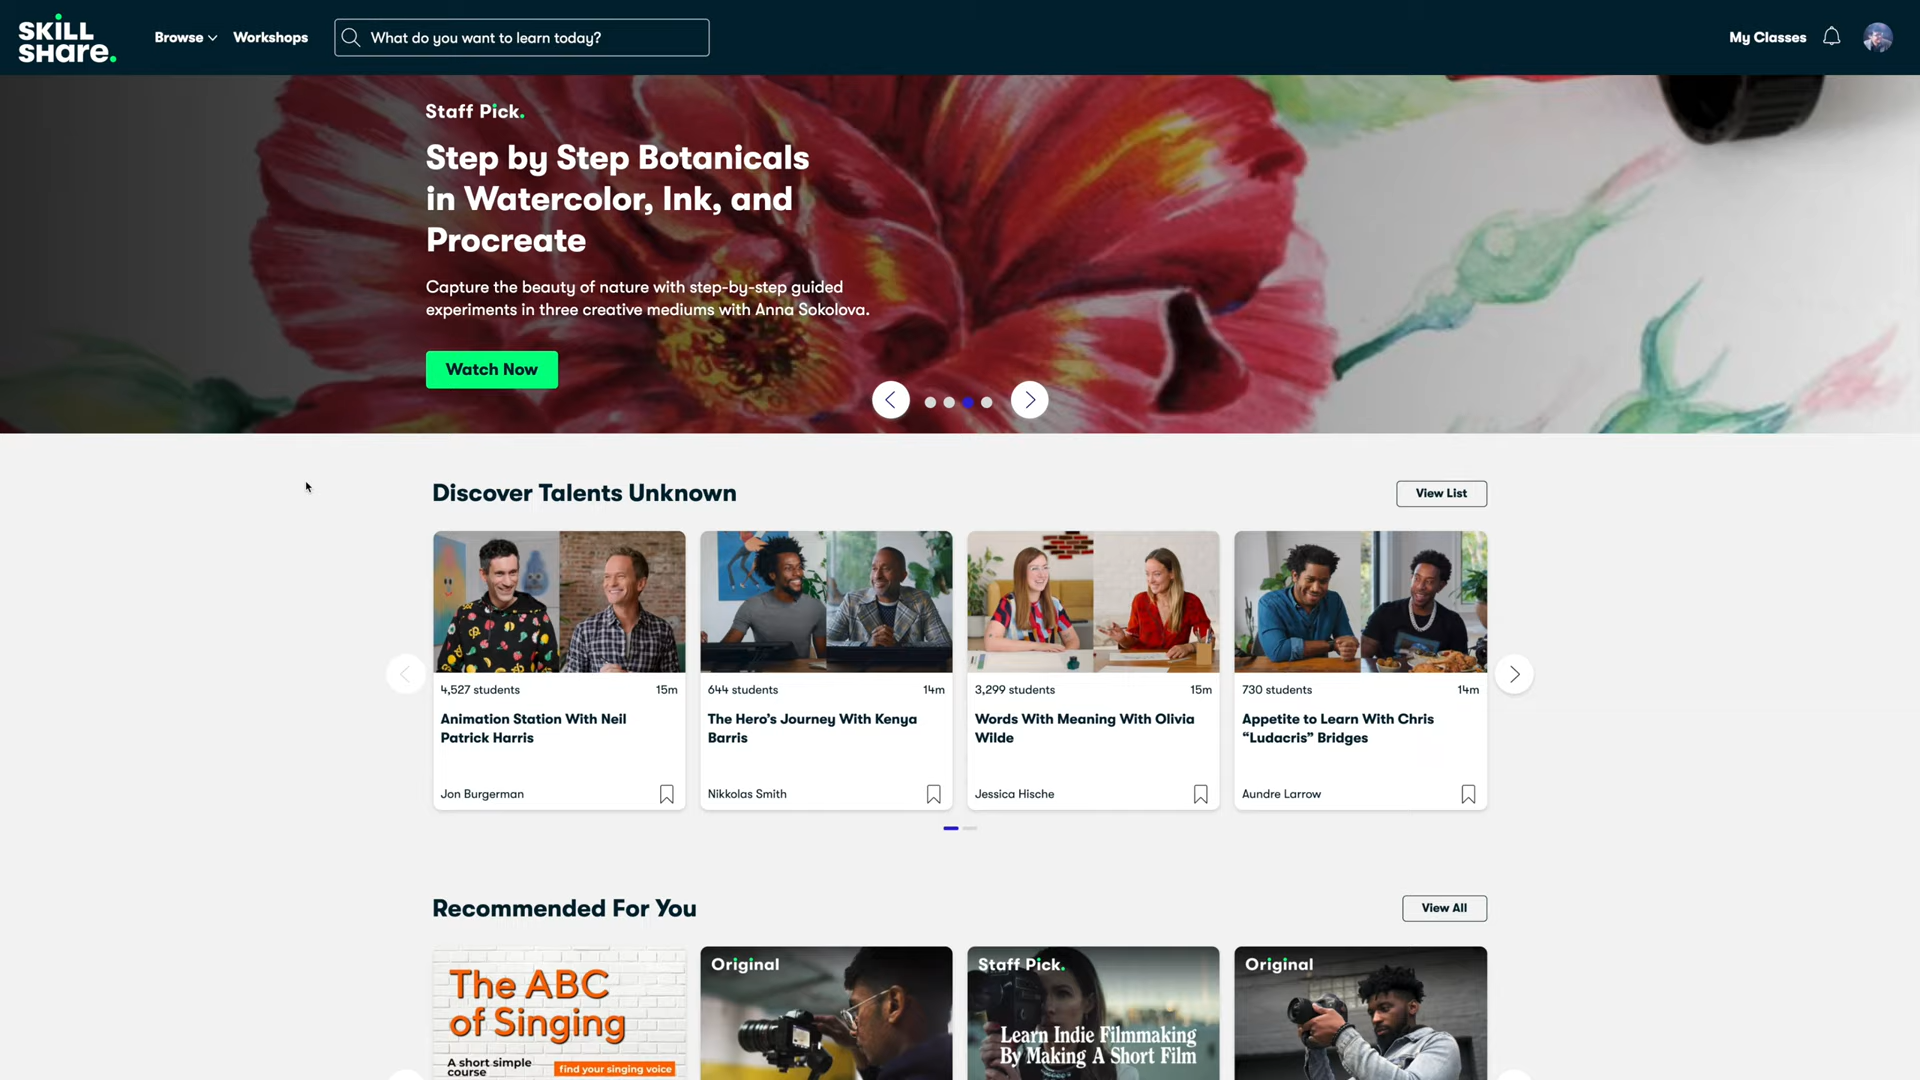 SKILL
SHARE.
Browse
Workshops
What do you want to learn today?
My Classes
Staff Pick.
Step by Step Botanicals
in Watercolor, Ink, and
Procreate
Capture the beauty of nature with step-by-step guided
experiments in three creative mediums with Anna Sokolova.
Watch Now
Discover Talents Unknown
View List
4,527 students 15m
Animation Station With Neil
Patrick Harris
Jon Burgerman
644 students 14m
The Hero’s Journey With Kenya
Barris
Nikkolas Smith
3,299 students 15m
Words With Meaning With Olivia
Wilde
Jessica Hische
730 students 14m
Appetite to Learn With Chris
“Ludacris” Bridges
Aundre Larrow
Recommended For You
View All
The ABC
of Singing
A short simple
course
find your singing voice
Original
Staff Pick.
Learn Indie Filmmaking
By Making A Short Film
Original